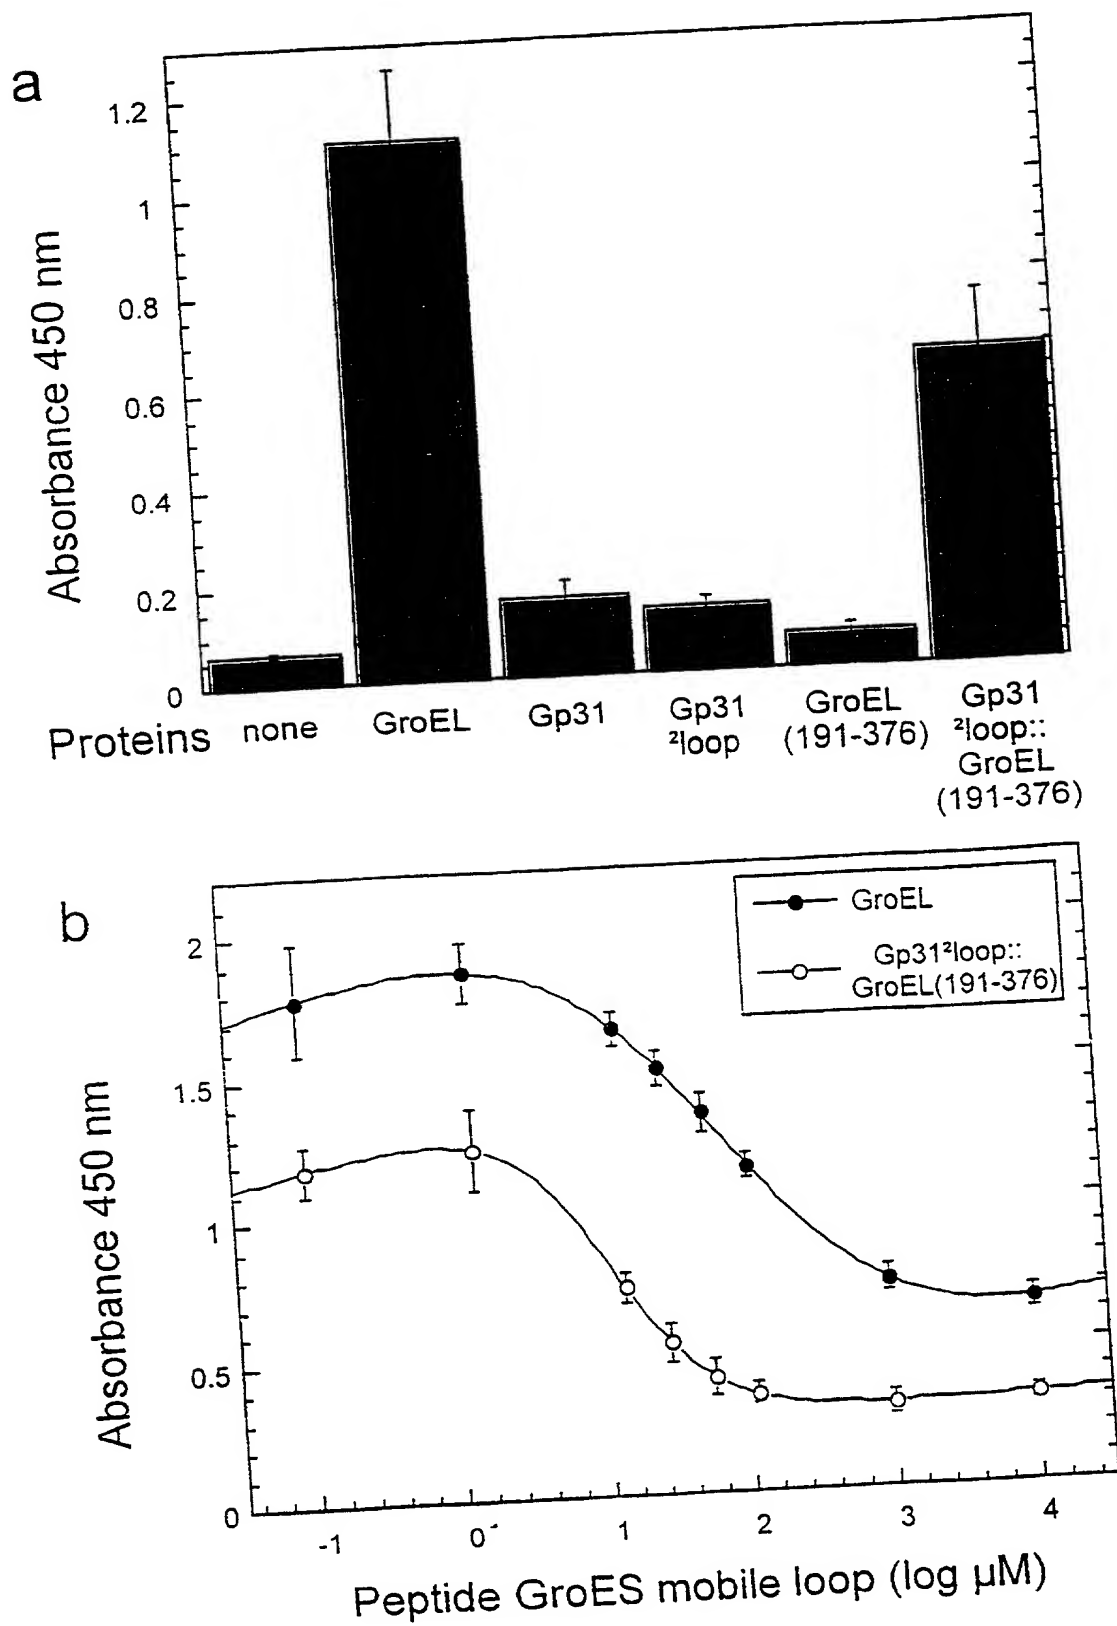 a
Absorbance 450 nm
1.2
1
0.8
0.6
0.4
0.2
0
Proteins
none
GroEL
Gp31
Gp31
²loop
GroEL
(191-376)
Gp31
²loop::
GroEL
(191-376)
b
Absorbance 450 nm
2
1.5
1
0.5
0
GroEL
Gp31²loop::
GroEL(191-376)
-1
0
1
2
3
4
Peptide GroES mobile loop (log µM)